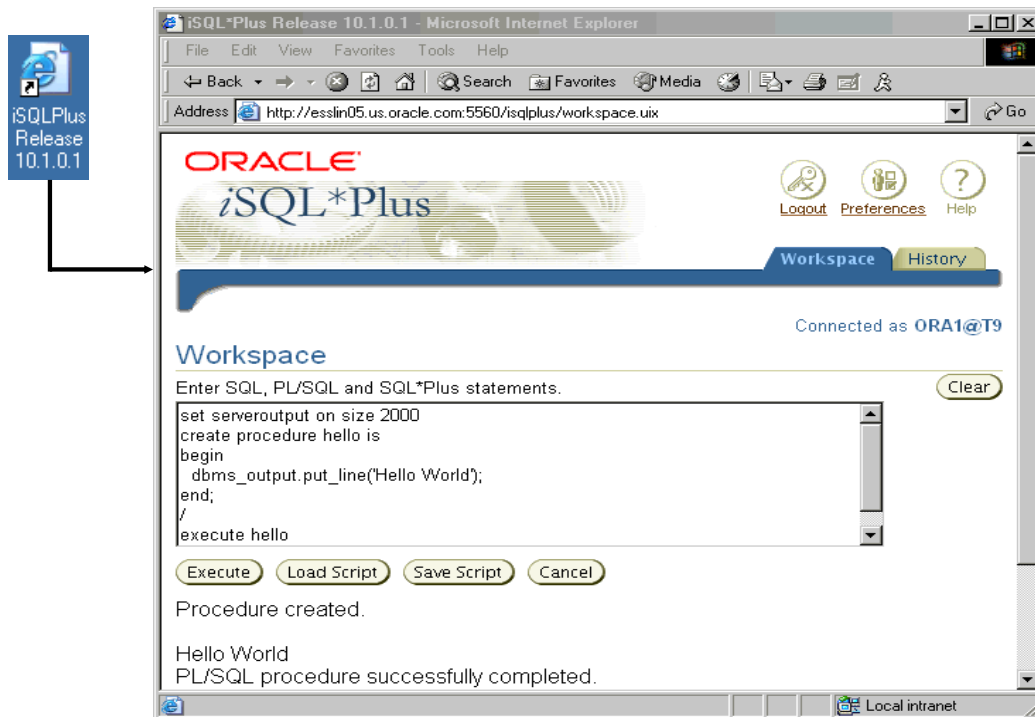 iSQLPlus
Release
10.1.0.1
iSQL*Plus Release 10.1.0.1 - Microsoft Internet Explorer
File Edit View Favorites Tools Help
Back Search Favorites Media
Address http://esslin05.us.oracle.com:5560/isqlplus/workspace.uix Go
ORACLE
iSQL*Plus
Logout Preferences Help
Workspace History
Connected as ORA1@T9
Workspace
Enter SQL, PL/SQL and SQL*Plus statements. Clear
set serveroutput on size 2000
create procedure hello is
begin
dbms_output.put_line('Hello World');
end;
/
execute hello
Execute Load Script Save Script Cancel
Procedure created.
Hello World
PL/SQL procedure successfully completed.
Local intranet